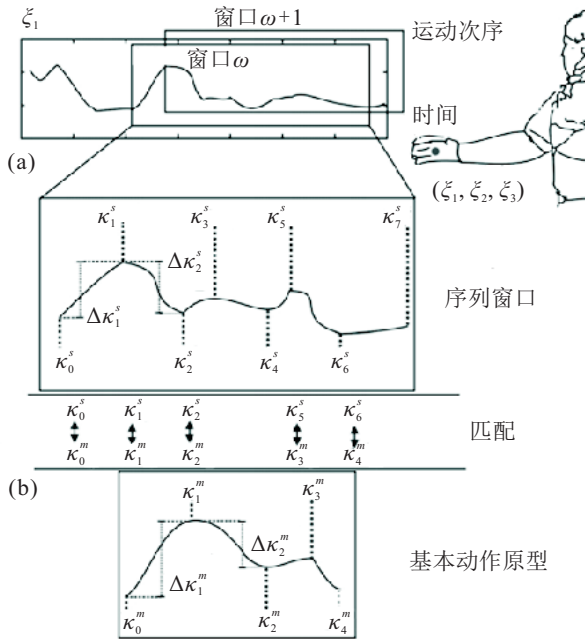 ξ₁
窗口ω+1
运动次序
窗口ω
时间
(a)
(ξ₁, ξ₂, ξ₃)
κ₁ˢ κ₃ˢ κ₅ˢ κ₇ˢ
Δκ₂ˢ
序列窗口
Δκ₁ˢ
κ₀ˢ κ₂ˢ κ₄ˢ κ₆ˢ
κ₀ˢ κ₁ˢ κ₂ˢ κ₅ˢ κ₆ˢ
匹配
κ₀ᵐ κ₁ᵐ κ₂ᵐ κ₃ᵐ κ₄ᵐ
(b)
κ₁ᵐ κ₃ᵐ
Δκ₂ᵐ
基本动作原型
Δκ₁ᵐ
κ₀ᵐ κ₂ᵐ κ₄ᵐ